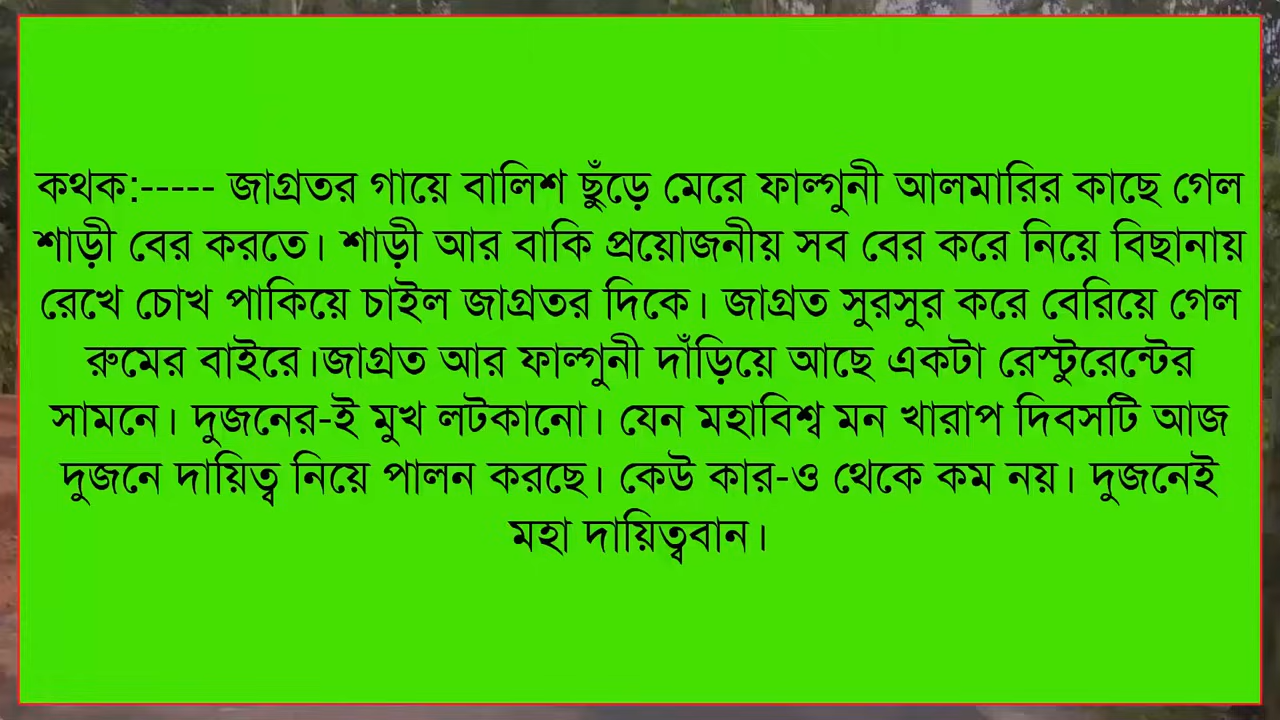 কথক:----- জাগ্রতর গায়ে বালিশ ছুঁড়ে মেরে ফাল্গুনী আলমারির কাছে গেল
শাড়ী বের করতে। শাড়ী আর বাকি প্রয়োজনীয় সব বের করে নিয়ে বিছানায়
রেখে চোখ পাকিয়ে চাইল জাগ্রতর দিকে। জাগ্রত সুরসুর করে বেরিয়ে গেল
রুমের বাইরে।জাগ্রত আর ফাল্গুনী দাঁড়িয়ে আছে একটা রেস্টুরেন্টের
সামনে। দুজনের-ই মুখ লটকানো। যেন মহাবিশ্ব মন খারাপ দিবসটি আজ
দুজনে দায়িত্ব নিয়ে পালন করছে। কেউ কার-ও থেকে কম নয়। দুজনেই
মহা দায়িত্ববান।